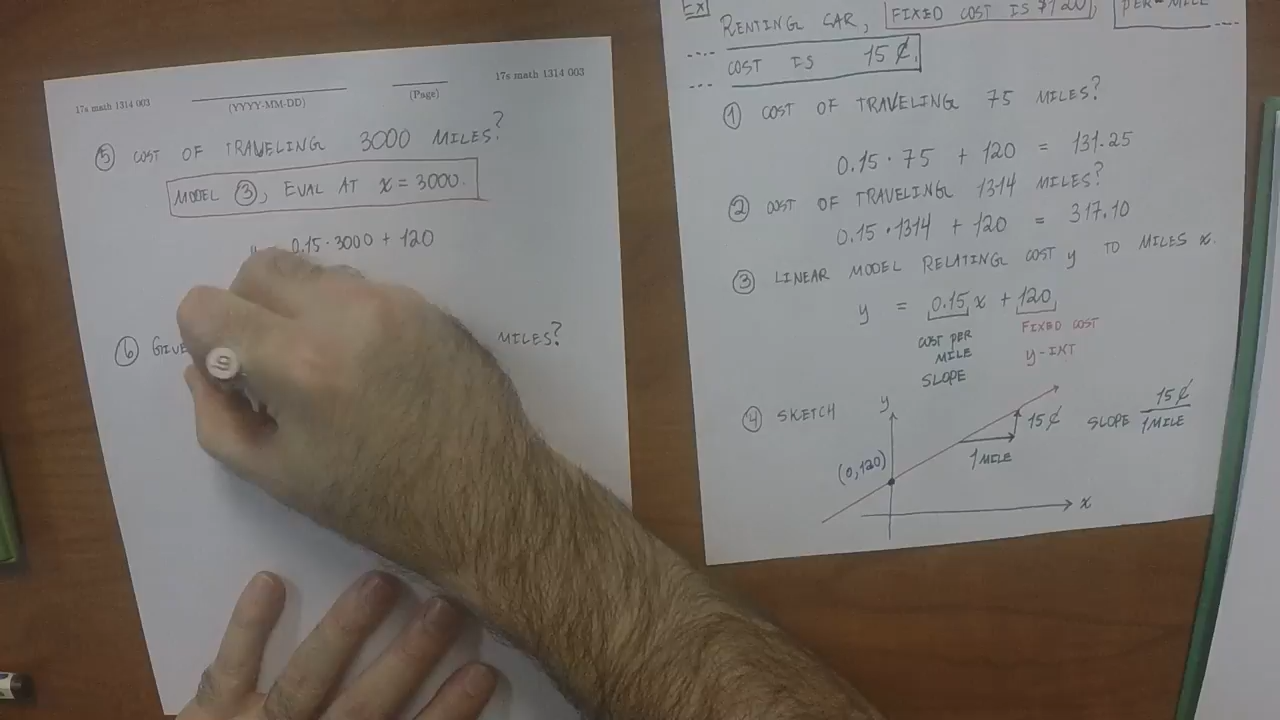 17s math 1314 003
(YYYY-MM-DD)
(Page)
17s math 1314 003
⑤ COST OF TRAVELING 3000 MILES?
MODEL ③, EVAL AT x = 3000.
0.15 · 3000 + 120
⑥ GIVE
MILES?
EX
RENTING CAR, FIXED COST IS $120, PER-MILE ....
.... COST IS 15 ¢.
...
① COST OF TRAVELING 75 MILES?
0.15 · 75 + 120 = 131.25
② COST OF TRAVELING 1314 MILES?
0.15 · 1314 + 120 = 317.10
③ LINEAR MODEL RELATING COST y TO MILES x.
y = 0.15 x + 120
COST PER
MILE
SLOPE
FIXED COST
y-INT
④ SKETCH
y
(0,120)
1 MILE
15 ¢
SLOPE 15 ¢ / 1 MILE
x